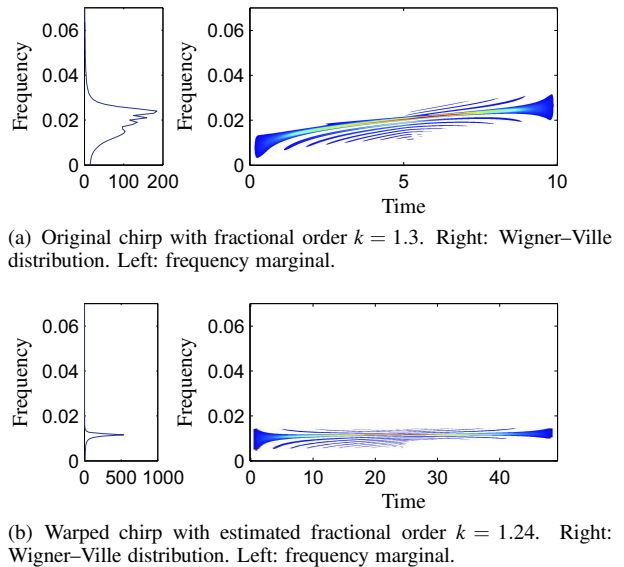 0.06
0.04
0.02
0
Frequency
0 100 200
0.06
0.04
0.02
0
Frequency
0 5 10
Time
(a) Original chirp with fractional order k = 1.3. Right: Wigner–Ville
distribution. Left: frequency marginal.
0.06
0.04
0.02
0
Frequency
0 500 1000
0.06
0.04
0.02
0
Frequency
0 10 20 30 40
Time
(b) Warped chirp with estimated fractional order k = 1.24. Right:
Wigner–Ville distribution. Left: frequency marginal.